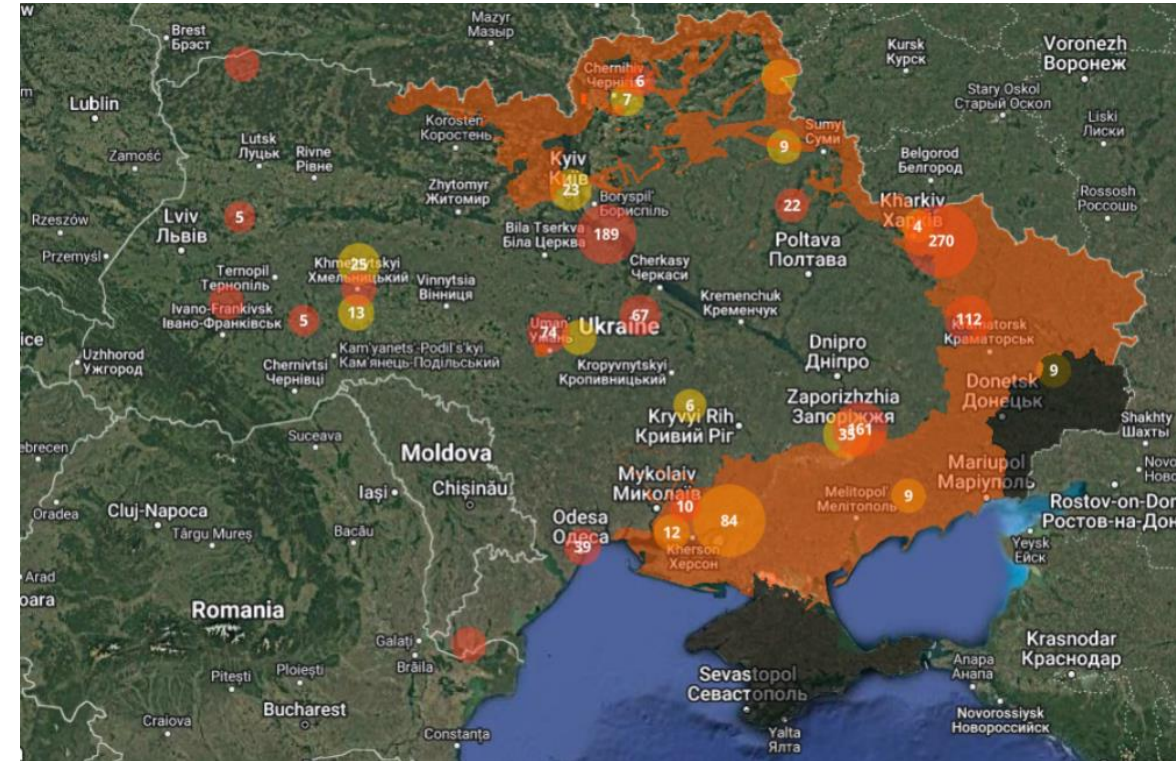 Mazyr
Мазыр
Brest
Брэст
Kursk
Курск
Voronezh
Воронеж
Chernihiv
6
7
Lublin
Stary Oskol
Старый Оскол
Korosten
Коростень
Liski
Лиски
Sumy
Суми
Lutsk
Луцьк
Rivne
Рівне
Zamość
9
Belgorod
Белгород
Kyiv
Київ
23
Zhytomyr
Житомир
Boryspil'
Бориспіль
Rossosh
Россошь
Rzeszów
5
Lviv
Львів
22
Kharkiv
Харків
4
270
Bila Tserkva
Біла Церква
189
Przemyśl
Poltava
Полтава
25
Khmelnytskyi
Хмельницький
Ternopil
Тернопіль
Vinnytsia
Вінниця
Cherkasy
Черкаси
Kremenchuk
Кременчук
Ivano-Frankivsk
Івано-Франківськ
5
13
Uman'
Умань
74
67
Ukraine
112
Kramatorsk
Краматорськ
Uzhhorod
Ужгород
Chernivtsi
Чернівці
Kam'yanets'-Podil's'kyi
Кам'янець-Подільський
Kropyvnytskyi
Кропивницький
Dnipro
Дніпро
9
Donetsk
Донецьк
6
Zaporizhzhia
Запоріжжя
35
161
Kryvyi Rih
Кривий Ріг
Shakhty
Шахты
Suceava
Moldova
Mariupol
Маріуполь
Mykolaiv
Миколаїв
Iași
Chișinău
Melitopol'
Мелітополь
9
Rostov-on-Do
Ростов-на-Дон
Oradea
Cluj-Napoca
Târgu Mureș
Bacău
Odesa
Одеса
39
10
12
84
Kherson
Херсон
Yeysk
Ейск
Arad
Romania
Galați
Brăila
Krasnodar
Краснодар
Pitești
Ploiești
Sevastopol
Севастополь
Anapa
Анапа
Bucharest
Craiova
Constanța
Yalta
Ялта
Novorossiysk
Новороссийск